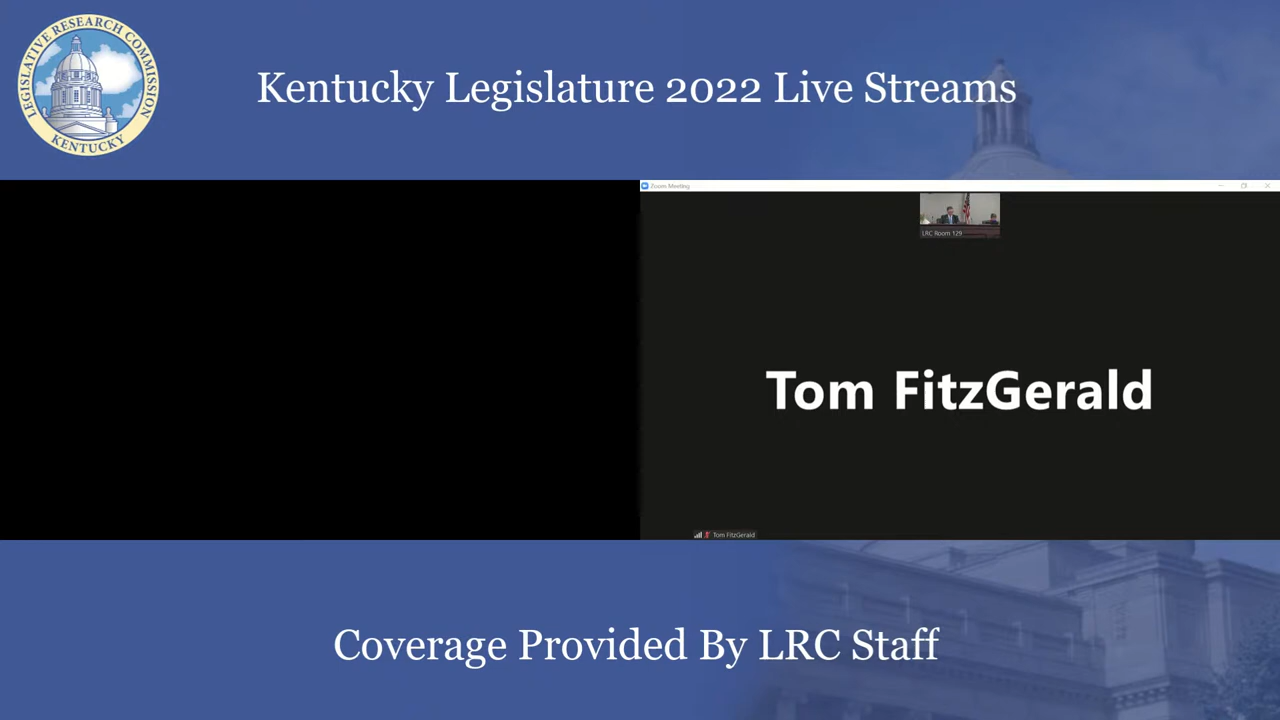 LEGISLATIVE RESEARCH COMMISSION
KENTUCKY
Kentucky Legislature 2022 Live Streams
Zoom Meeting
LRC Room 129
Tom FitzGerald
Tom FitzGerald
Coverage Provided By LRC Staff